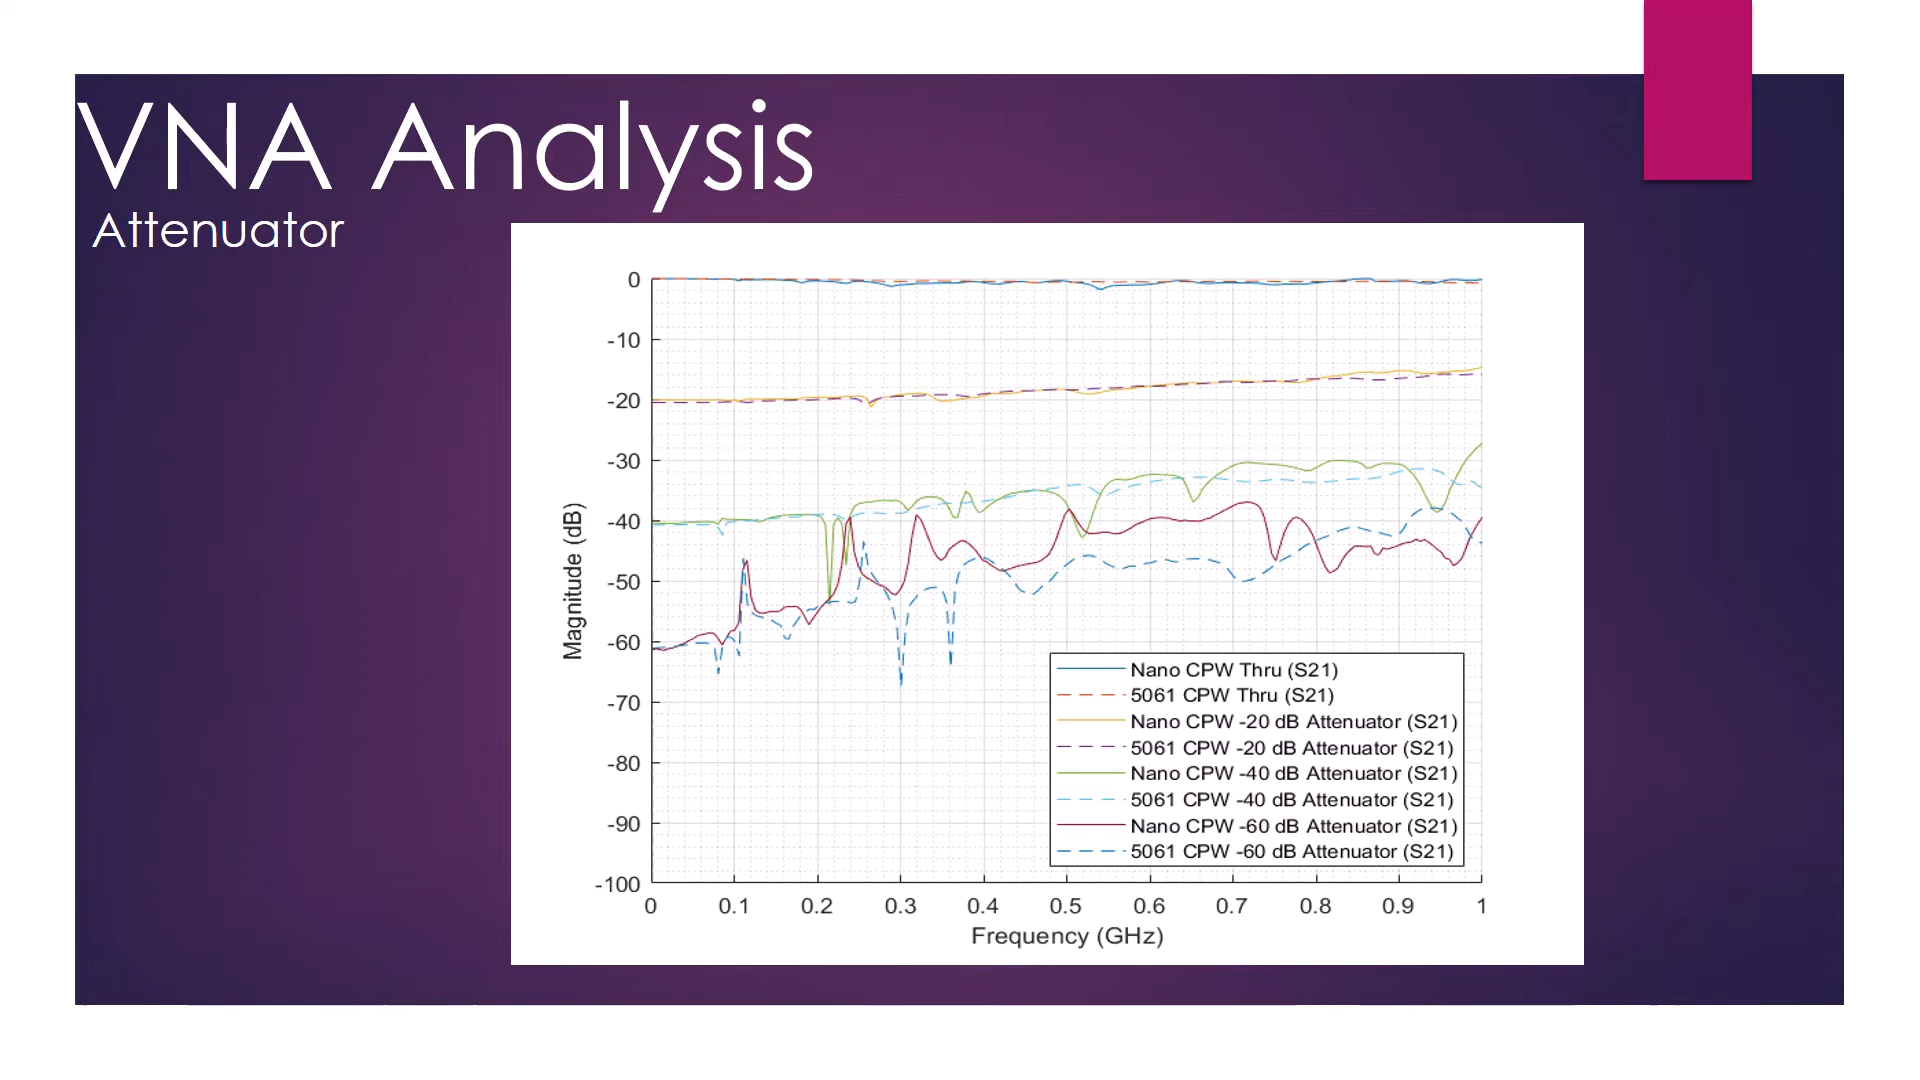 VNA Analysis
Attenuator
0
-10
-20
-30
-40
-50
-60
-70
-80
-90
-100
Magnitude (dB)
Nano CPW Thru (S21)
5061 CPW Thru (S21)
Nano CPW -20 dB Attenuator (S21)
5061 CPW -20 dB Attenuator (S21)
Nano CPW -40 dB Attenuator (S21)
5061 CPW -40 dB Attenuator (S21)
Nano CPW -60 dB Attenuator (S21)
5061 CPW -60 dB Attenuator (S21)
0 0.1 0.2 0.3 0.4 0.5 0.6 0.7 0.8 0.9 1
Frequency (GHz)